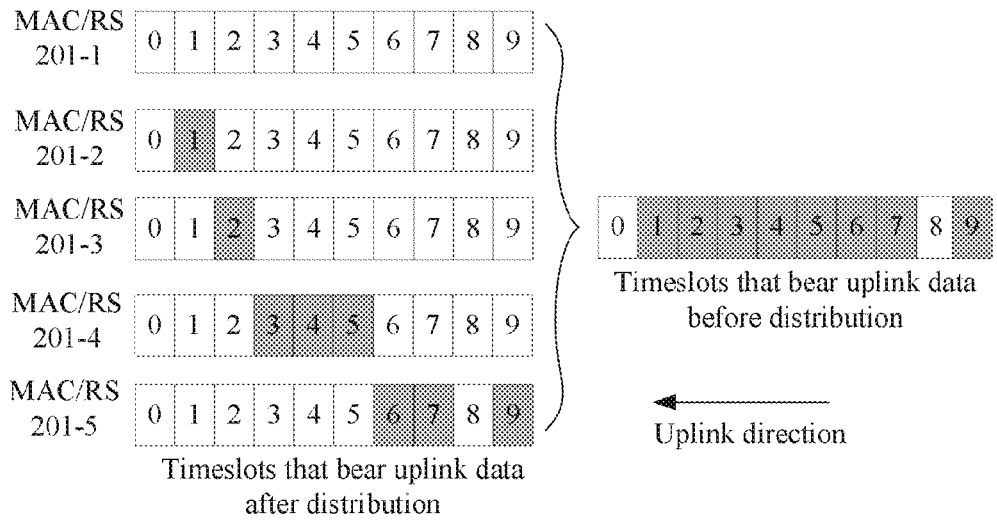 MAC/RS
201-1
0 1 2 3 4 5 6 7 8 9
MAC/RS
201-2
0 1 2 3 4 5 6 7 8 9
MAC/RS
201-3
0 1 2 3 4 5 6 7 8 9
MAC/RS
201-4
0 1 2 3 4 5 6 7 8 9
MAC/RS
201-5
0 1 2 3 4 5 6 7 8 9
Timeslots that bear uplink data
after distribution
0 1 2 3 4 5 6 7 8 9
Timeslots that bear uplink data
before distribution
Uplink direction